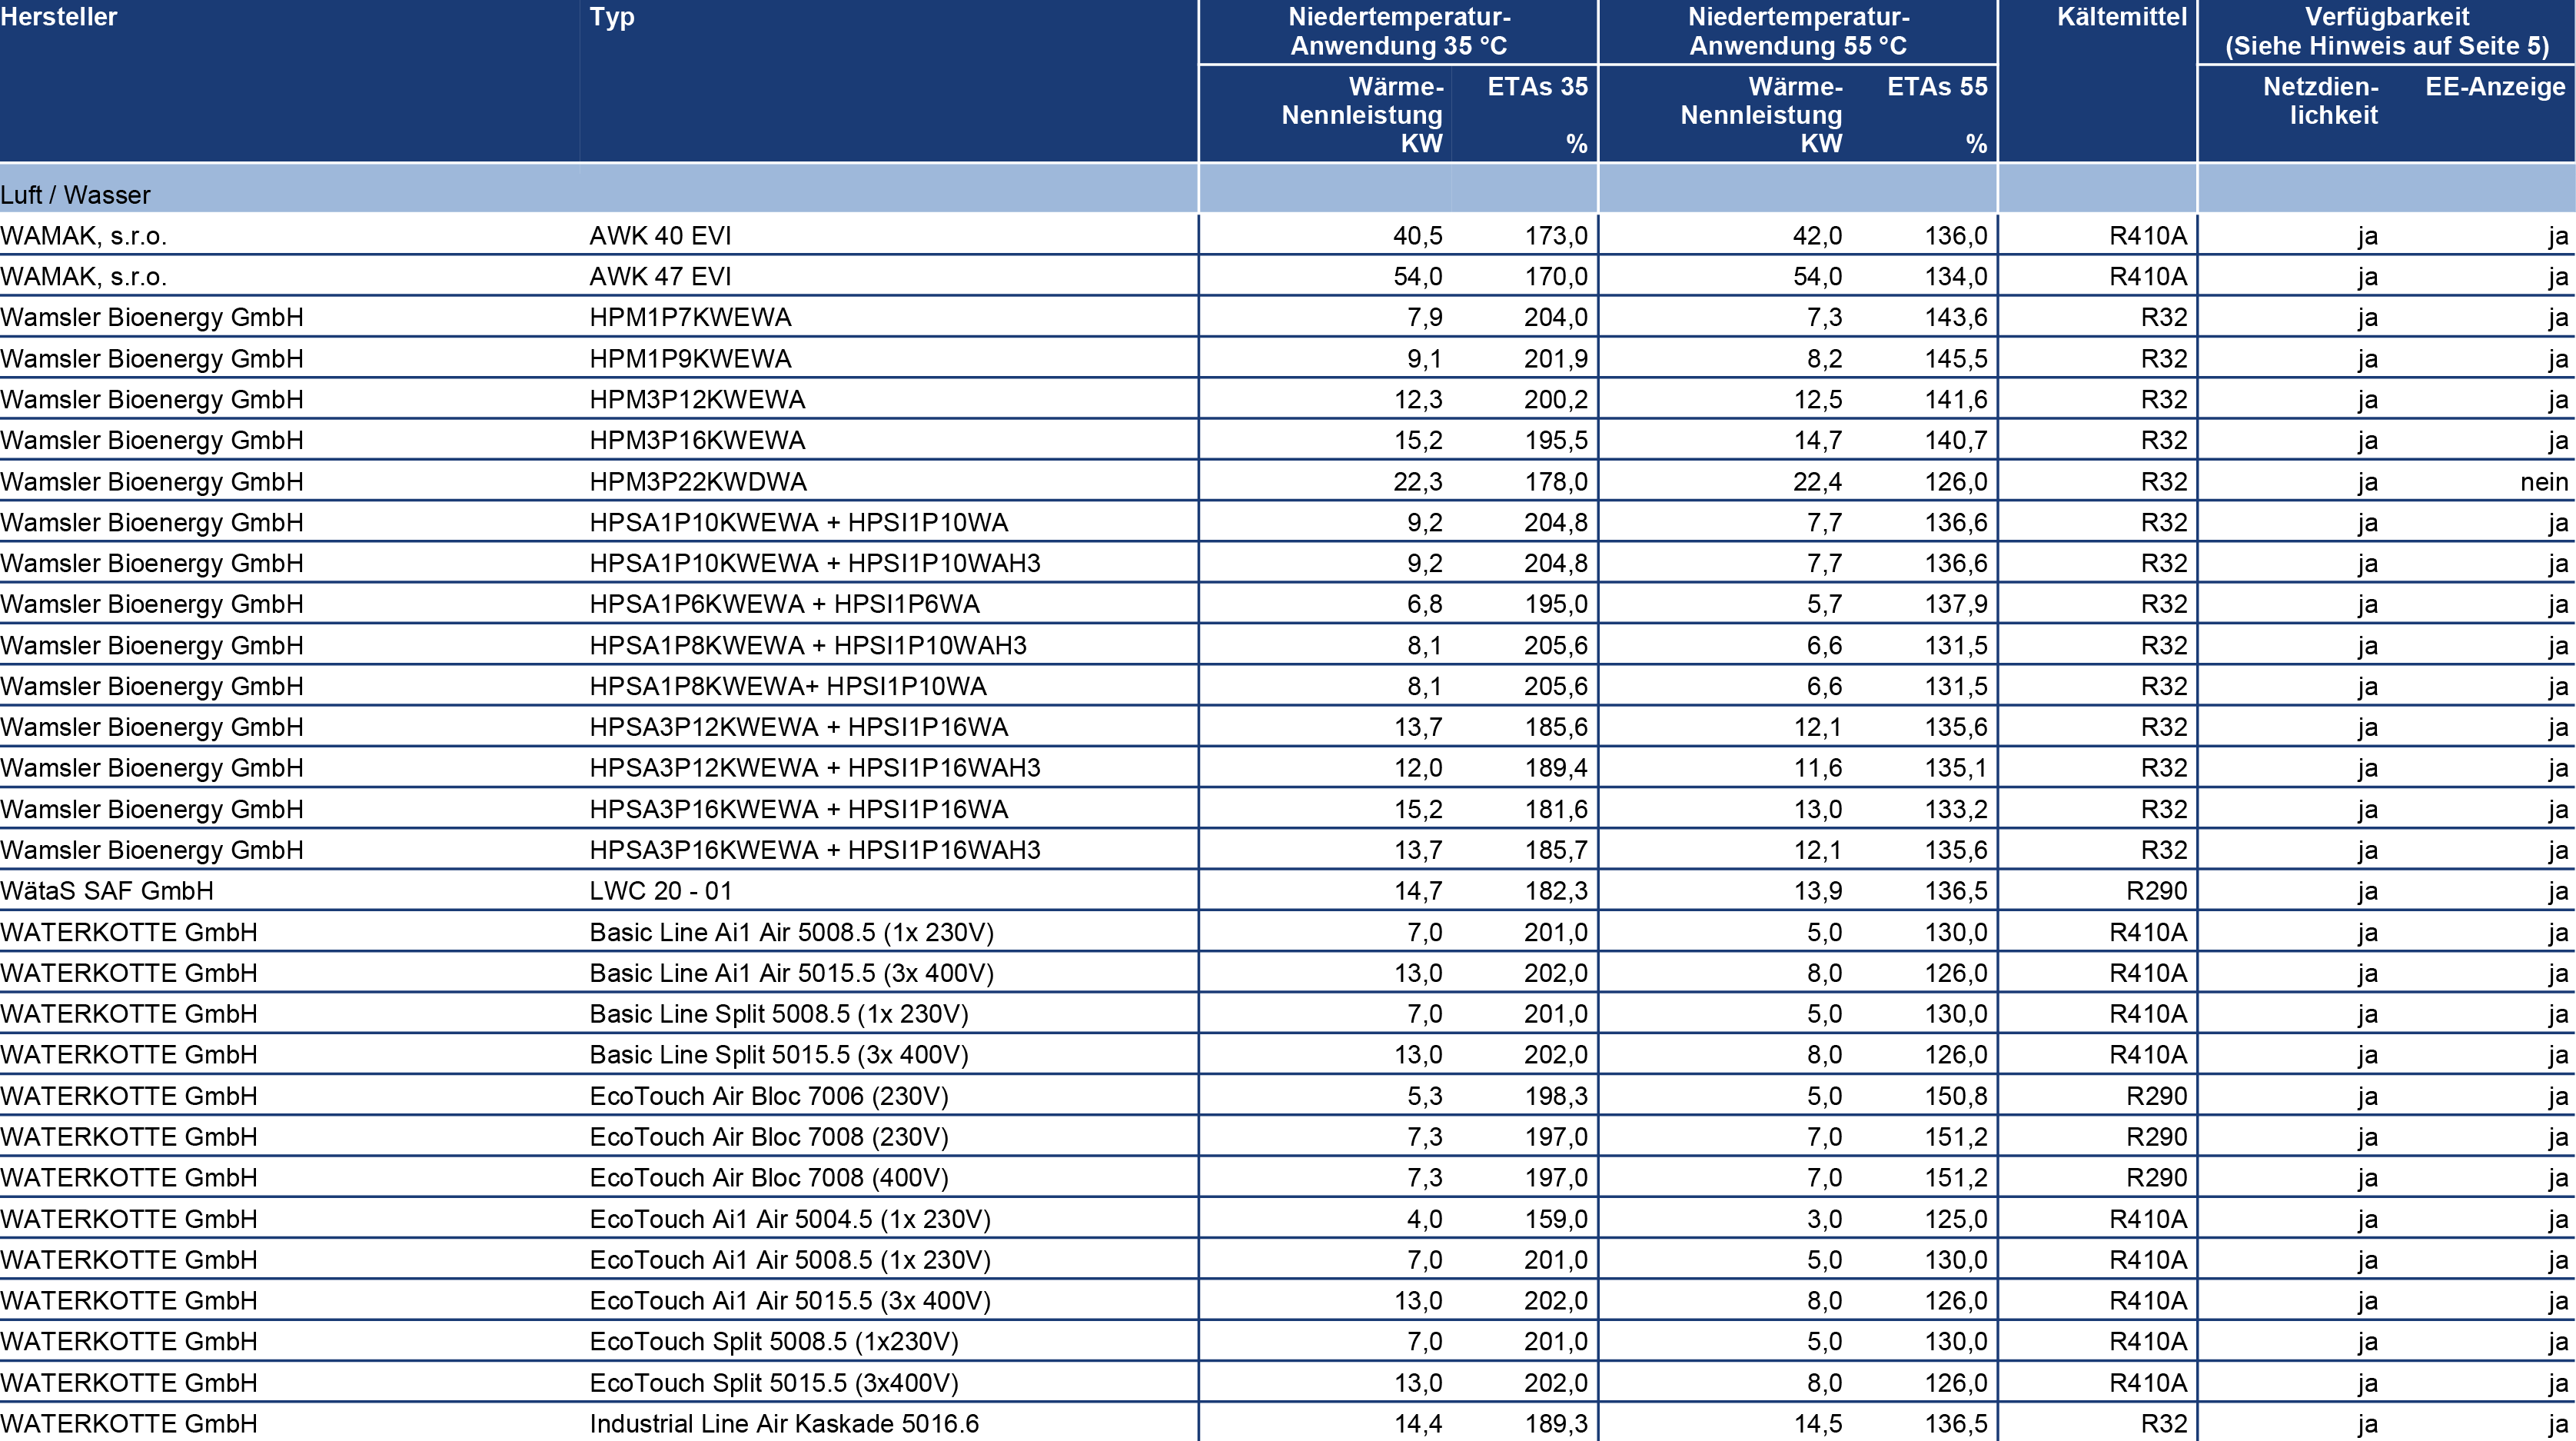 Hersteller Typ Niedertemperatur- Niedertemperatur- Kältemittel Verfügbarkeit
Anwendung 35 °C Anwendung 55 °C (Siehe Hinweis auf Seite 5)
Wärme- ETAs 35 Wärme- ETAs 55 Netzdien- EE-Anzeige
Nennleistung Nennleistung lichkeit
KW % KW %
Luft / Wasser
WAMAK, s.r.o. AWK 40 EVI 40,5 173,0 42,0 136,0 R410A ja ja
WAMAK, s.r.o. AWK 47 EVI 54,0 170,0 54,0 134,0 R410A ja ja
Wamsler Bioenergy GmbH HPM1P7KWEWA 7,9 204,0 7,3 143,6 R32 ja ja
Wamsler Bioenergy GmbH HPM1P9KWEWA 9,1 201,9 8,2 145,5 R32 ja ja
Wamsler Bioenergy GmbH HPM3P12KWEWA 12,3 200,2 12,5 141,6 R32 ja ja
Wamsler Bioenergy GmbH HPM3P16KWEWA 15,2 195,5 14,7 140,7 R32 ja ja
Wamsler Bioenergy GmbH HPM3P22KWDWA 22,3 178,0 22,4 126,0 R32 ja nein
Wamsler Bioenergy GmbH HPSA1P10KWEWA + HPSI1P10WA 9,2 204,8 7,7 136,6 R32 ja ja
Wamsler Bioenergy GmbH HPSA1P10KWEWA + HPSI1P10WAH3 9,2 204,8 7,7 136,6 R32 ja ja
Wamsler Bioenergy GmbH HPSA1P6KWEWA + HPSI1P6WA 6,8 195,0 5,7 137,9 R32 ja ja
Wamsler Bioenergy GmbH HPSA1P8KWEWA + HPSI1P10WAH3 8,1 205,6 6,6 131,5 R32 ja ja
Wamsler Bioenergy GmbH HPSA1P8KWEWA+ HPSI1P10WA 8,1 205,6 6,6 131,5 R32 ja ja
Wamsler Bioenergy GmbH HPSA3P12KWEWA + HPSI1P16WA 13,7 185,6 12,1 135,6 R32 ja ja
Wamsler Bioenergy GmbH HPSA3P12KWEWA + HPSI1P16WAH3 12,0 189,4 11,6 135,1 R32 ja ja
Wamsler Bioenergy GmbH HPSA3P16KWEWA + HPSI1P16WA 15,2 181,6 13,0 133,2 R32 ja ja
Wamsler Bioenergy GmbH HPSA3P16KWEWA + HPSI1P16WAH3 13,7 185,7 12,1 135,6 R32 ja ja
WätaS SAF GmbH LWC 20 - 01 14,7 182,3 13,9 136,5 R290 ja ja
WATERKOTTE GmbH Basic Line Ai1 Air 5008.5 (1x 230V) 7,0 201,0 5,0 130,0 R410A ja ja
WATERKOTTE GmbH Basic Line Ai1 Air 5015.5 (3x 400V) 13,0 202,0 8,0 126,0 R410A ja ja
WATERKOTTE GmbH Basic Line Split 5008.5 (1x 230V) 7,0 201,0 5,0 130,0 R410A ja ja
WATERKOTTE GmbH Basic Line Split 5015.5 (3x 400V) 13,0 202,0 8,0 126,0 R410A ja ja
WATERKOTTE GmbH EcoTouch Air Bloc 7006 (230V) 5,3 198,3 5,0 150,8 R290 ja ja
WATERKOTTE GmbH EcoTouch Air Bloc 7008 (230V) 7,3 197,0 7,0 151,2 R290 ja ja
WATERKOTTE GmbH EcoTouch Air Bloc 7008 (400V) 7,3 197,0 7,0 151,2 R290 ja ja
WATERKOTTE GmbH EcoTouch Ai1 Air 5004.5 (1x 230V) 4,0 159,0 3,0 125,0 R410A ja ja
WATERKOTTE GmbH EcoTouch Ai1 Air 5008.5 (1x 230V) 7,0 201,0 5,0 130,0 R410A ja ja
WATERKOTTE GmbH EcoTouch Ai1 Air 5015.5 (3x 400V) 13,0 202,0 8,0 126,0 R410A ja ja
WATERKOTTE GmbH EcoTouch Split 5008.5 (1x230V) 7,0 201,0 5,0 130,0 R410A ja ja
WATERKOTTE GmbH EcoTouch Split 5015.5 (3x400V) 13,0 202,0 8,0 126,0 R410A ja ja
WATERKOTTE GmbH Industrial Line Air Kaskade 5016.6 14,4 189,3 14,5 136,5 R32 ja ja